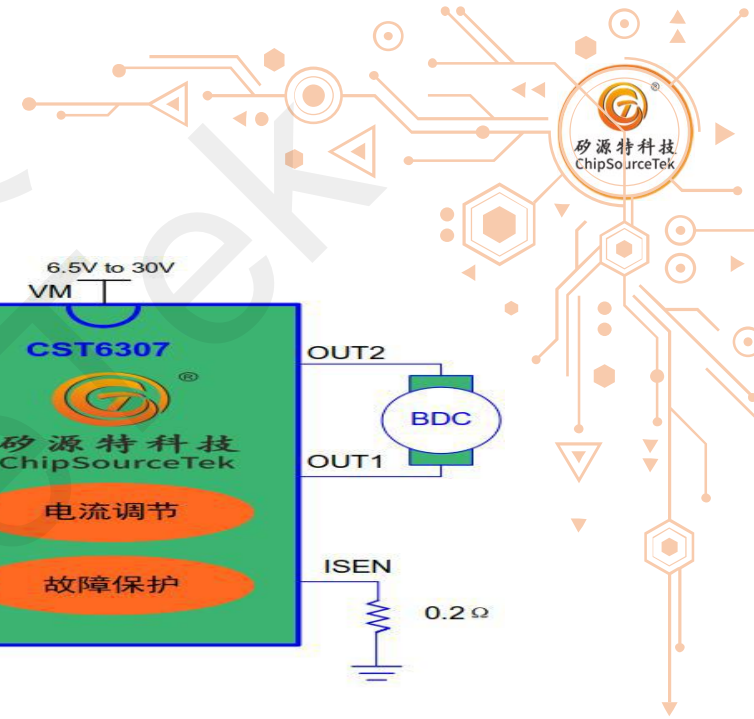 ®
矽源特科技
ChipSourceTek
6.5V to 30V
VM
CST6307
OUT2
®
BDC
矽源特科技
ChipSourceTek
OUT1
电流调节
ISEN
故障保护
0.2Ω